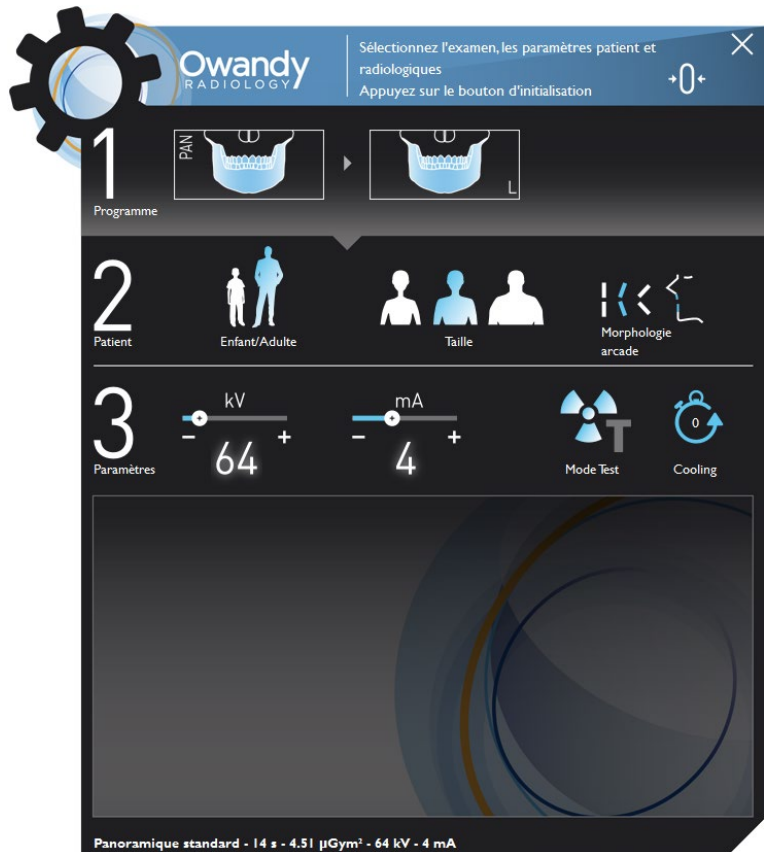 Owandy
RADIOLOGY
Sélectionnez l'examen, les paramètres patient et
radiologiques
Appuyez sur le bouton d'initialisation
0
1
Programme
PAN
L
2
Patient
Enfant/Adulte
Taille
Morphologie
arcade
3
Paramètres
kV
- +
64
mA
- +
4
T
Mode Test
0
Cooling
Panoramique standard - 14 s - 4.51 µGym² - 64 kV - 4 mA